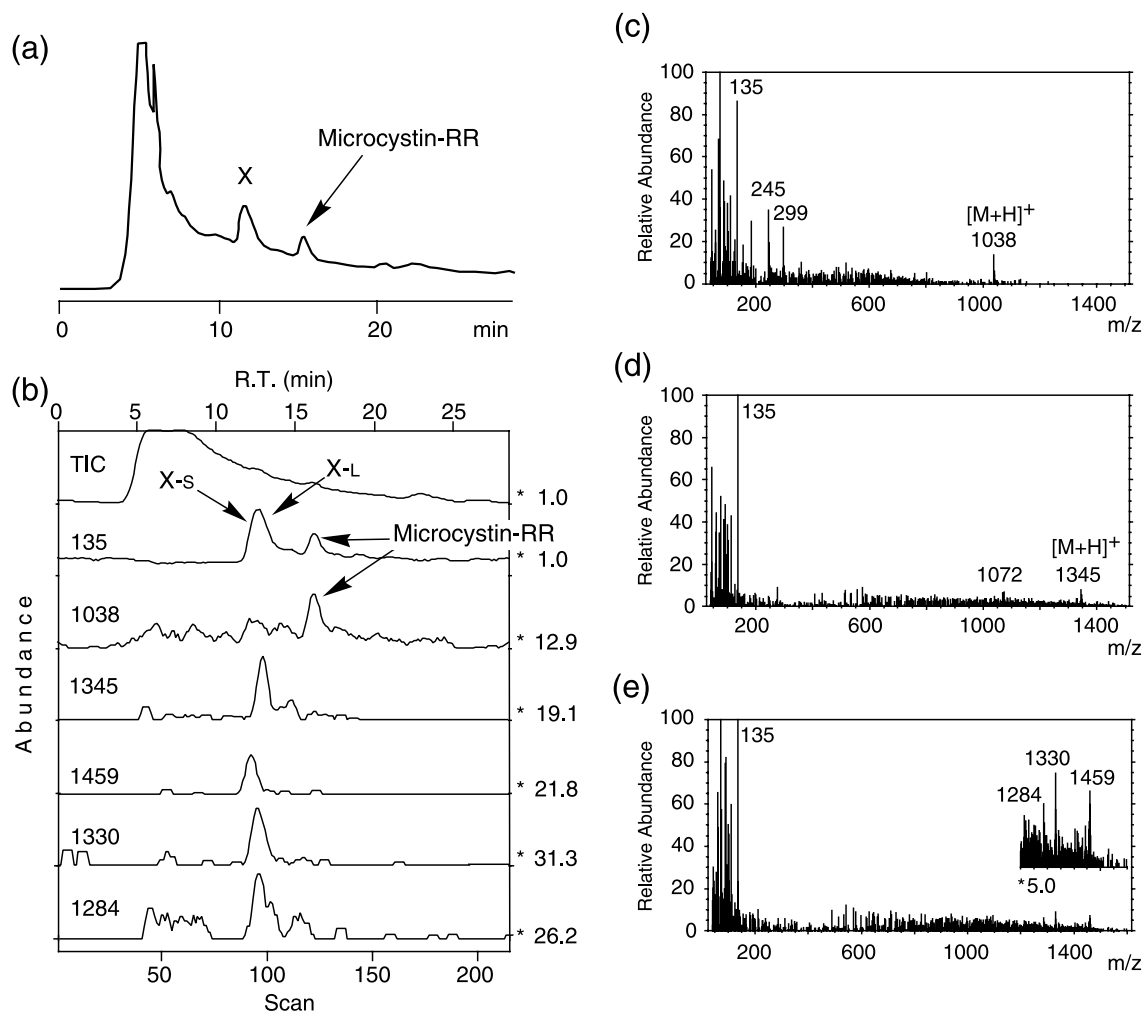 (a)
X
Microcystin-RR
0 10 20 min
(b)
R.T. (min)
0 5 10 15 20 25
TIC
* 1.0
X-S
X-L
135
Microcystin-RR
* 1.0
1038
* 12.9
1345
* 19.1
1459
* 21.8
1330
* 31.3
1284
* 26.2
Abundance
50 100 150 200
Scan
(c)
Relative Abundance
100
80
60
40
20
0
135
245
299
[M+H]+
1038
200 600 1000 1400
m/z
(d)
Relative Abundance
100
80
60
40
20
0
135
1072
[M+H]+
1345
200 600 1000 1400
m/z
(e)
Relative Abundance
100
80
60
40
20
0
135
1284
1330
1459
*5.0
200 600 1000 1400
m/z